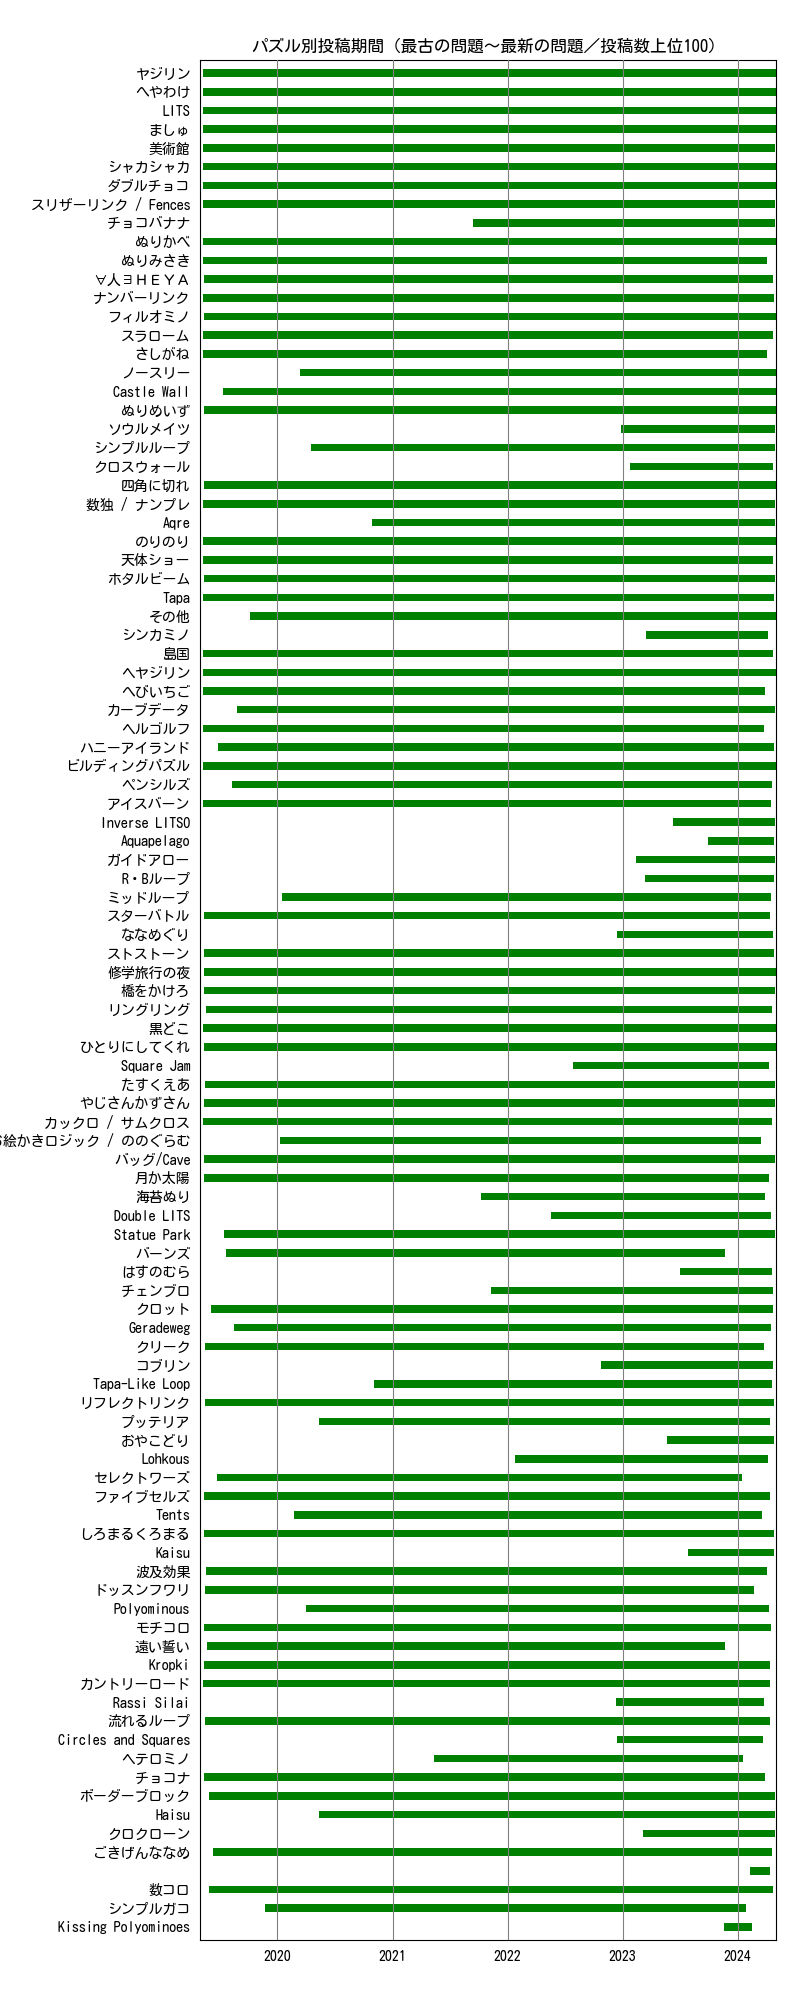 パズル別投稿期間（最古の問題～最新の問題／投稿数上位100）
ヤジリン
へやわけ
LITS
ましゅ
美術館
シャカシャカ
ダブルチョコ
スリザーリンク / Fences
チョコバナナ
ぬりかべ
ぬりみさき
∀人∃ＨＥＹＡ
ナンバーリンク
フィルオミノ
スラローム
さしがね
ノースリー
Castle Wall
ぬりめいず
ソウルメイツ
シンプルループ
クロスウォール
四角に切れ
数独 / ナンプレ
Aqre
のりのり
天体ショー
ホタルビーム
Tapa
その他
シンカミノ
島国
ヘヤジリン
へびいちご
カーブデータ
ヘルゴルフ
ハニーアイランド
ビルディングパズル
ペンシルズ
アイスバーン
Inverse LITSO
Aquapelago
ガイドアロー
R・Bループ
ミッドループ
スターバトル
ななめぐり
ストストーン
修学旅行の夜
橋をかけろ
リングリング
黒どこ
ひとりにしてくれ
Square Jam
たすくえあ
やじさんかずさん
カックロ / サムクロス
絵かきロジック / ののぐらむ
バッグ/Cave
月か太陽
海苔ぬり
Double LITS
Statue Park
バーンズ
はすのむら
チェンブロ
クロット
Geradeweg
クリーク
コブリン
Tapa-Like Loop
リフレクトリンク
プッテリア
おやこどり
Lohkous
セレクトワーズ
ファイブセルズ
Tents
しろまるくろまる
Kaisu
波及効果
ドッスンフワリ
Polyominous
モチコロ
遠い誓い
Kropki
カントリーロード
Rassi Silai
流れるループ
Circles and Squares
ヘテロミノ
チョコナ
ボーダーブロック
Haisu
クロクローン
ごきげんななめ
数コロ
シンプルガコ
Kissing Polyominoes
2020 2021 2022 2023 2024